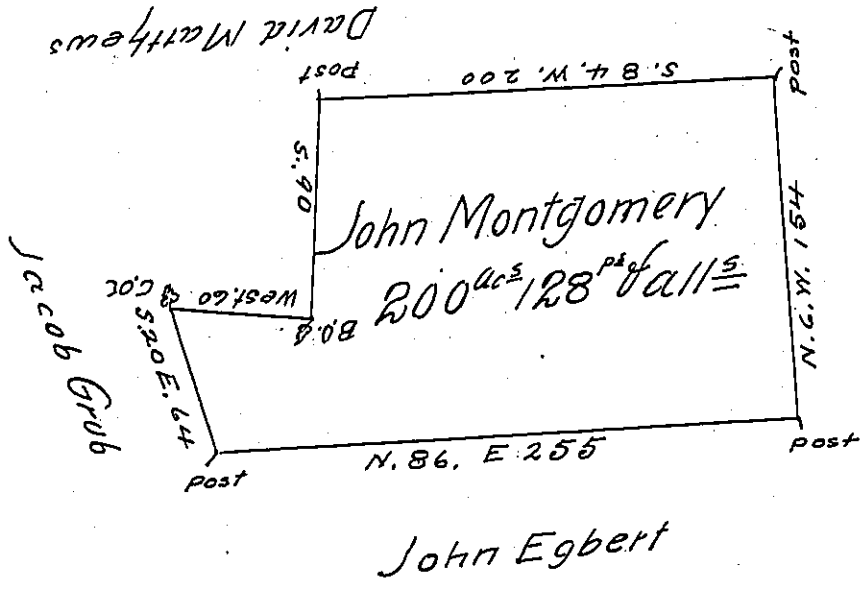 David Matthews
post
S. 84. W. 200
post
S. 90
John Montgomery
200 acs 128 ps & alls
N. 6. W. 154
C.O.
West. 60
B.O.
Jacob Grub
S. 20 E. 64
post
N. 86. E 255
post
John Egbert